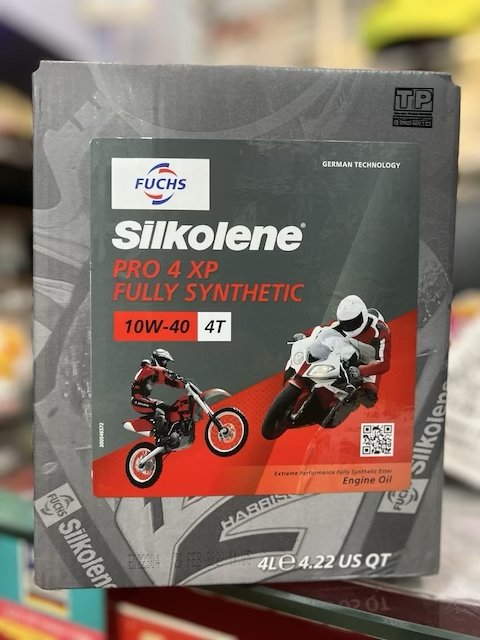 TP
FUCHS
GERMAN TECHNOLOGY
Silkolene®
PRO 4 XP
FULLY SYNTHETIC
10W-40 4T
Extreme Performance Fully Synthetic Ester
Engine Oil
FUCHS
Silkolene
FUCHS
Silkolene
HARRIS
4L℮ 4.22 US QT